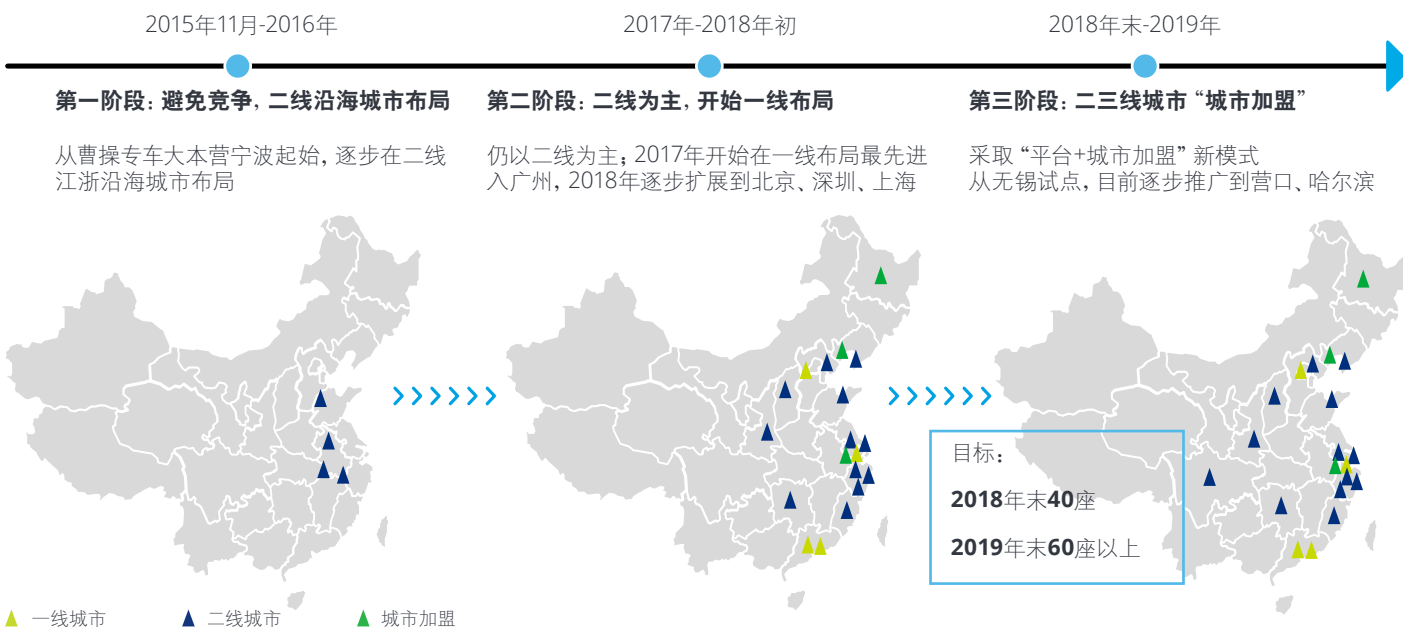 2015年11月-2016年
2017年-2018年初
2018年末-2019年
第一阶段：避免竞争，二线沿海城市布局
从曹操专车大本营宁波起始，逐步在二线
江浙沿海城市布局
第二阶段：二线为主，开始一线布局
仍以二线为主；2017年开始在一线布局最先进
入广州，2018年逐步扩展到北京、深圳、上海
第三阶段：二三线城市“城市加盟”
采取“平台+城市加盟”新模式
从无锡试点，目前逐步推广到营口、哈尔滨
目标：
2018年末40座
2019年末60座以上
一线城市
二线城市
城市加盟